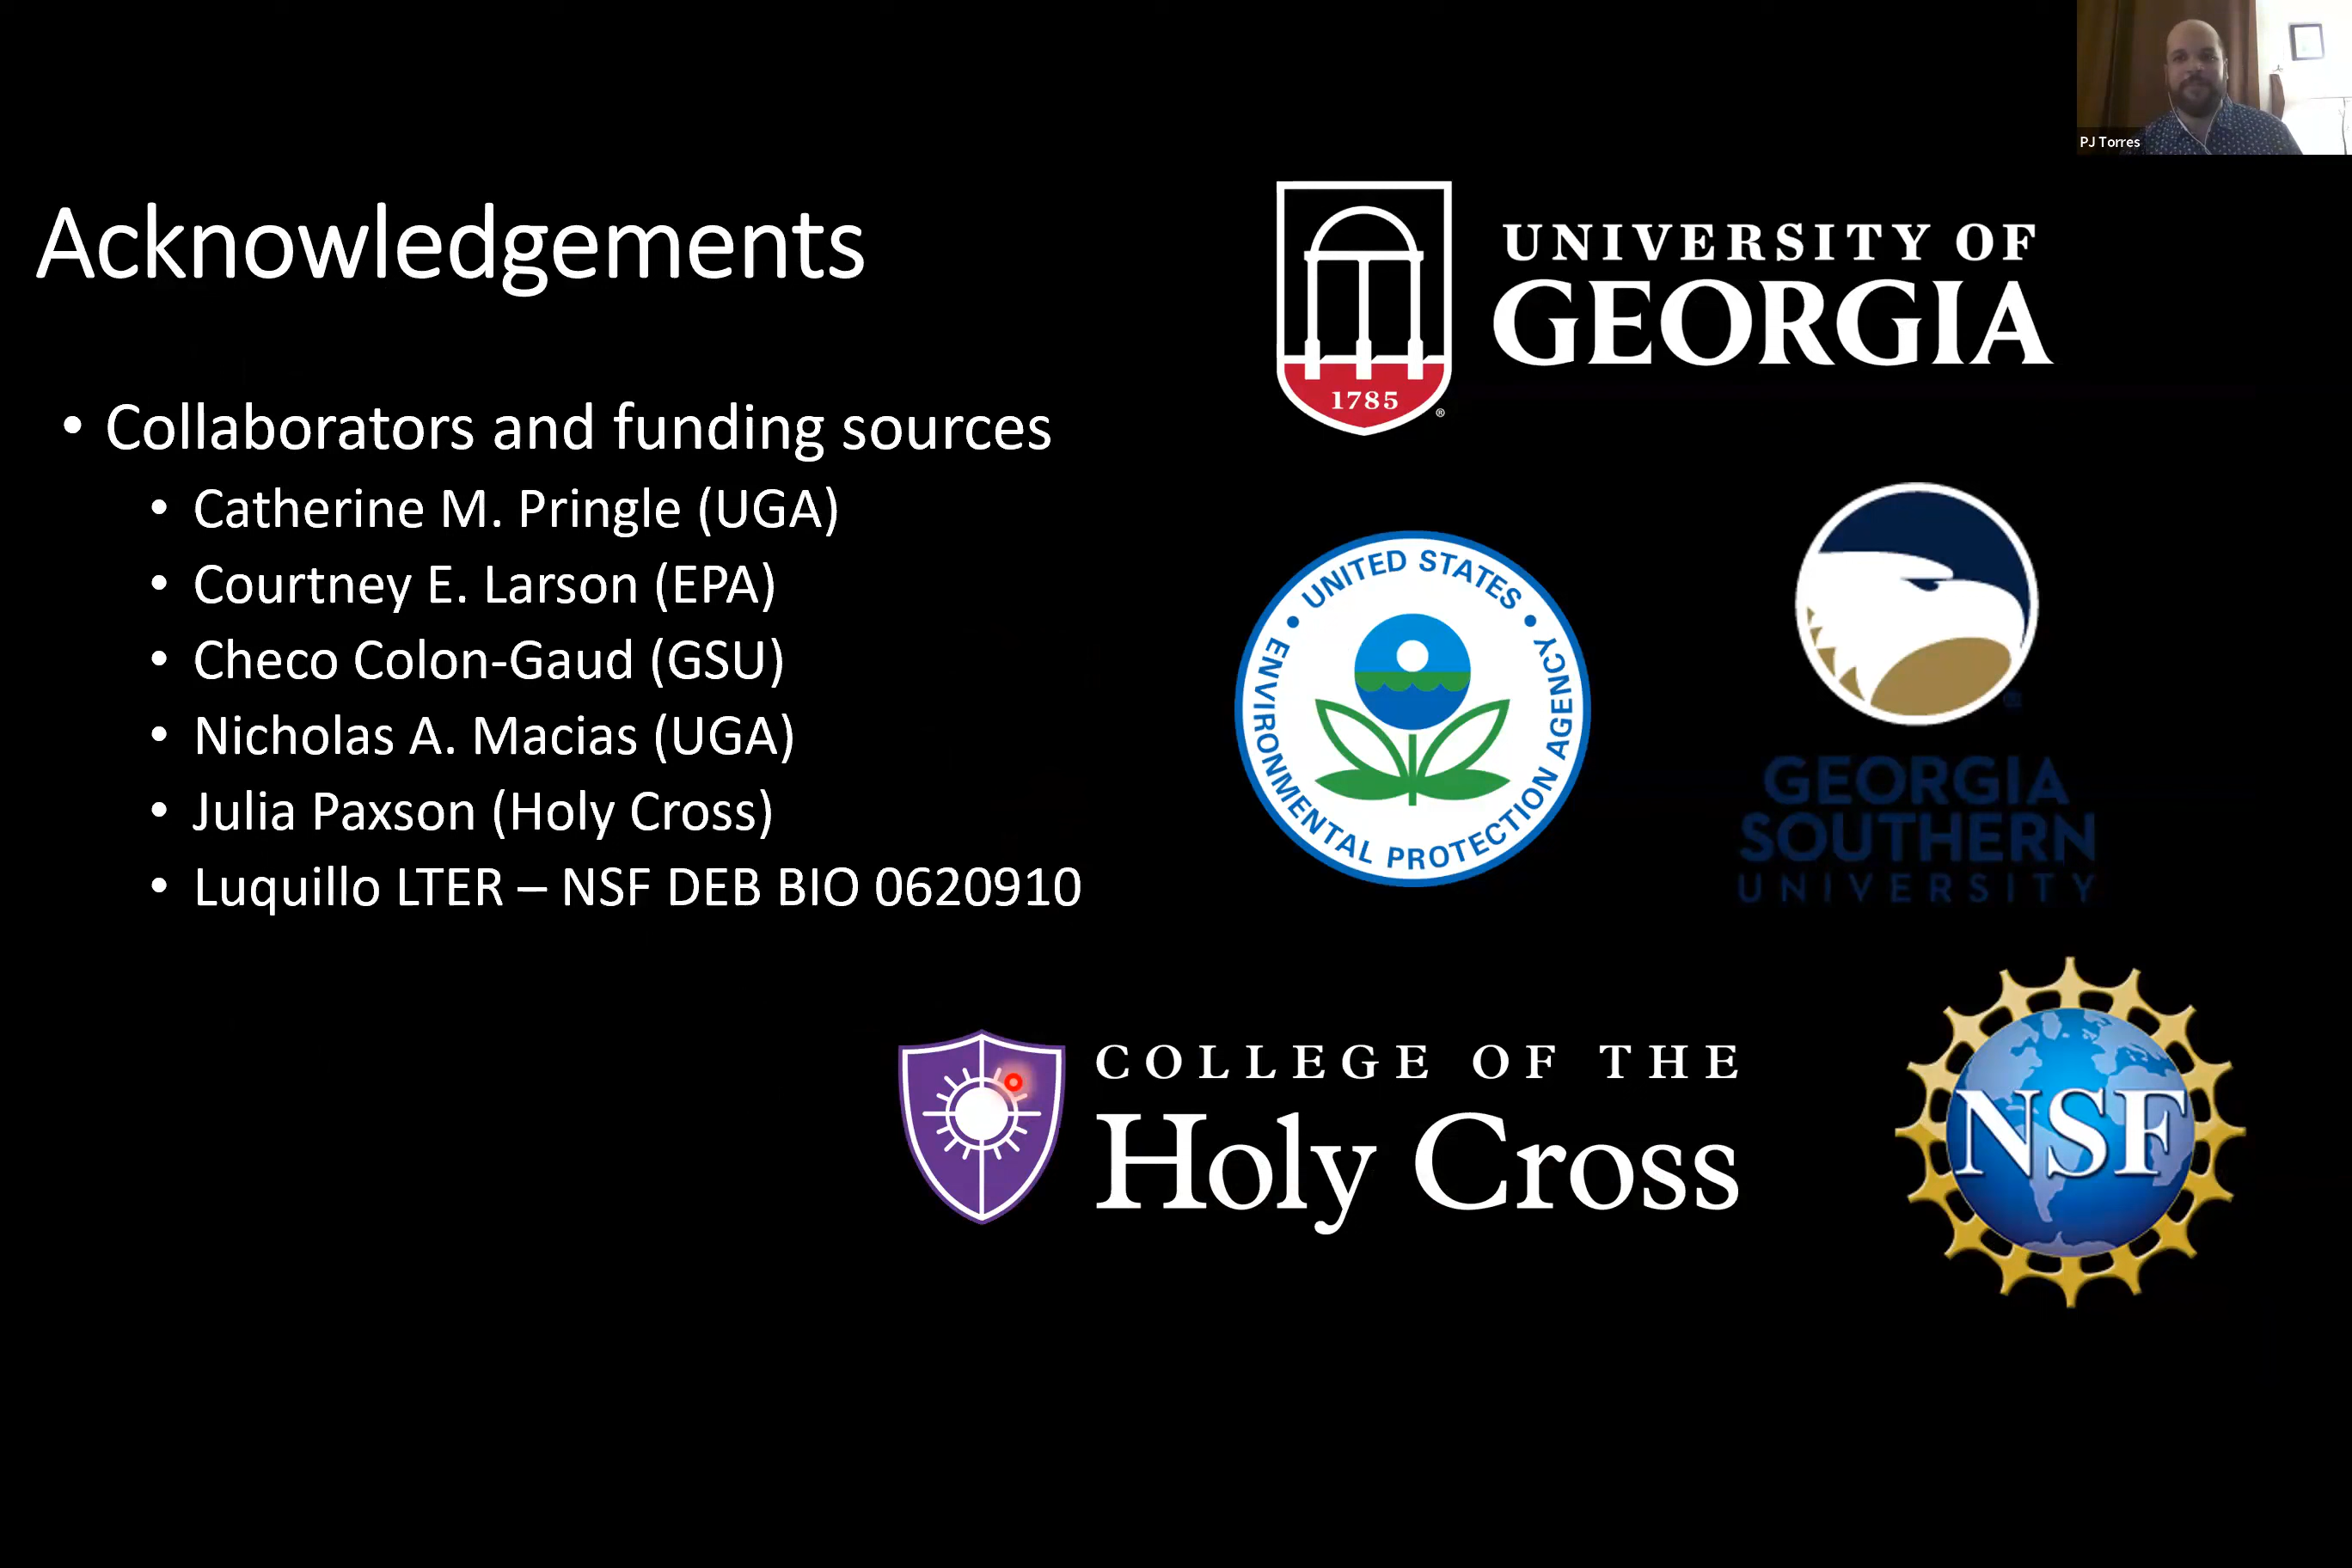 PJ Torres
Acknowledgements
• Collaborators and funding sources
• Catherine M. Pringle (UGA)
• Courtney E. Larson (EPA)
• Checo Colon-Gaud (GSU)
• Nicholas A. Macias (UGA)
• Julia Paxson (Holy Cross)
• Luquillo LTER – NSF DEB BIO 0620910
UNIVERSITY OF
GEORGIA
1785
®
• UNITED STATES •
ENVIRONMENTAL PROTECTION AGENCY
GEORGIA
SOUTHERN
UNIVERSITY
COLLEGE OF THE
Holy Cross
NSF